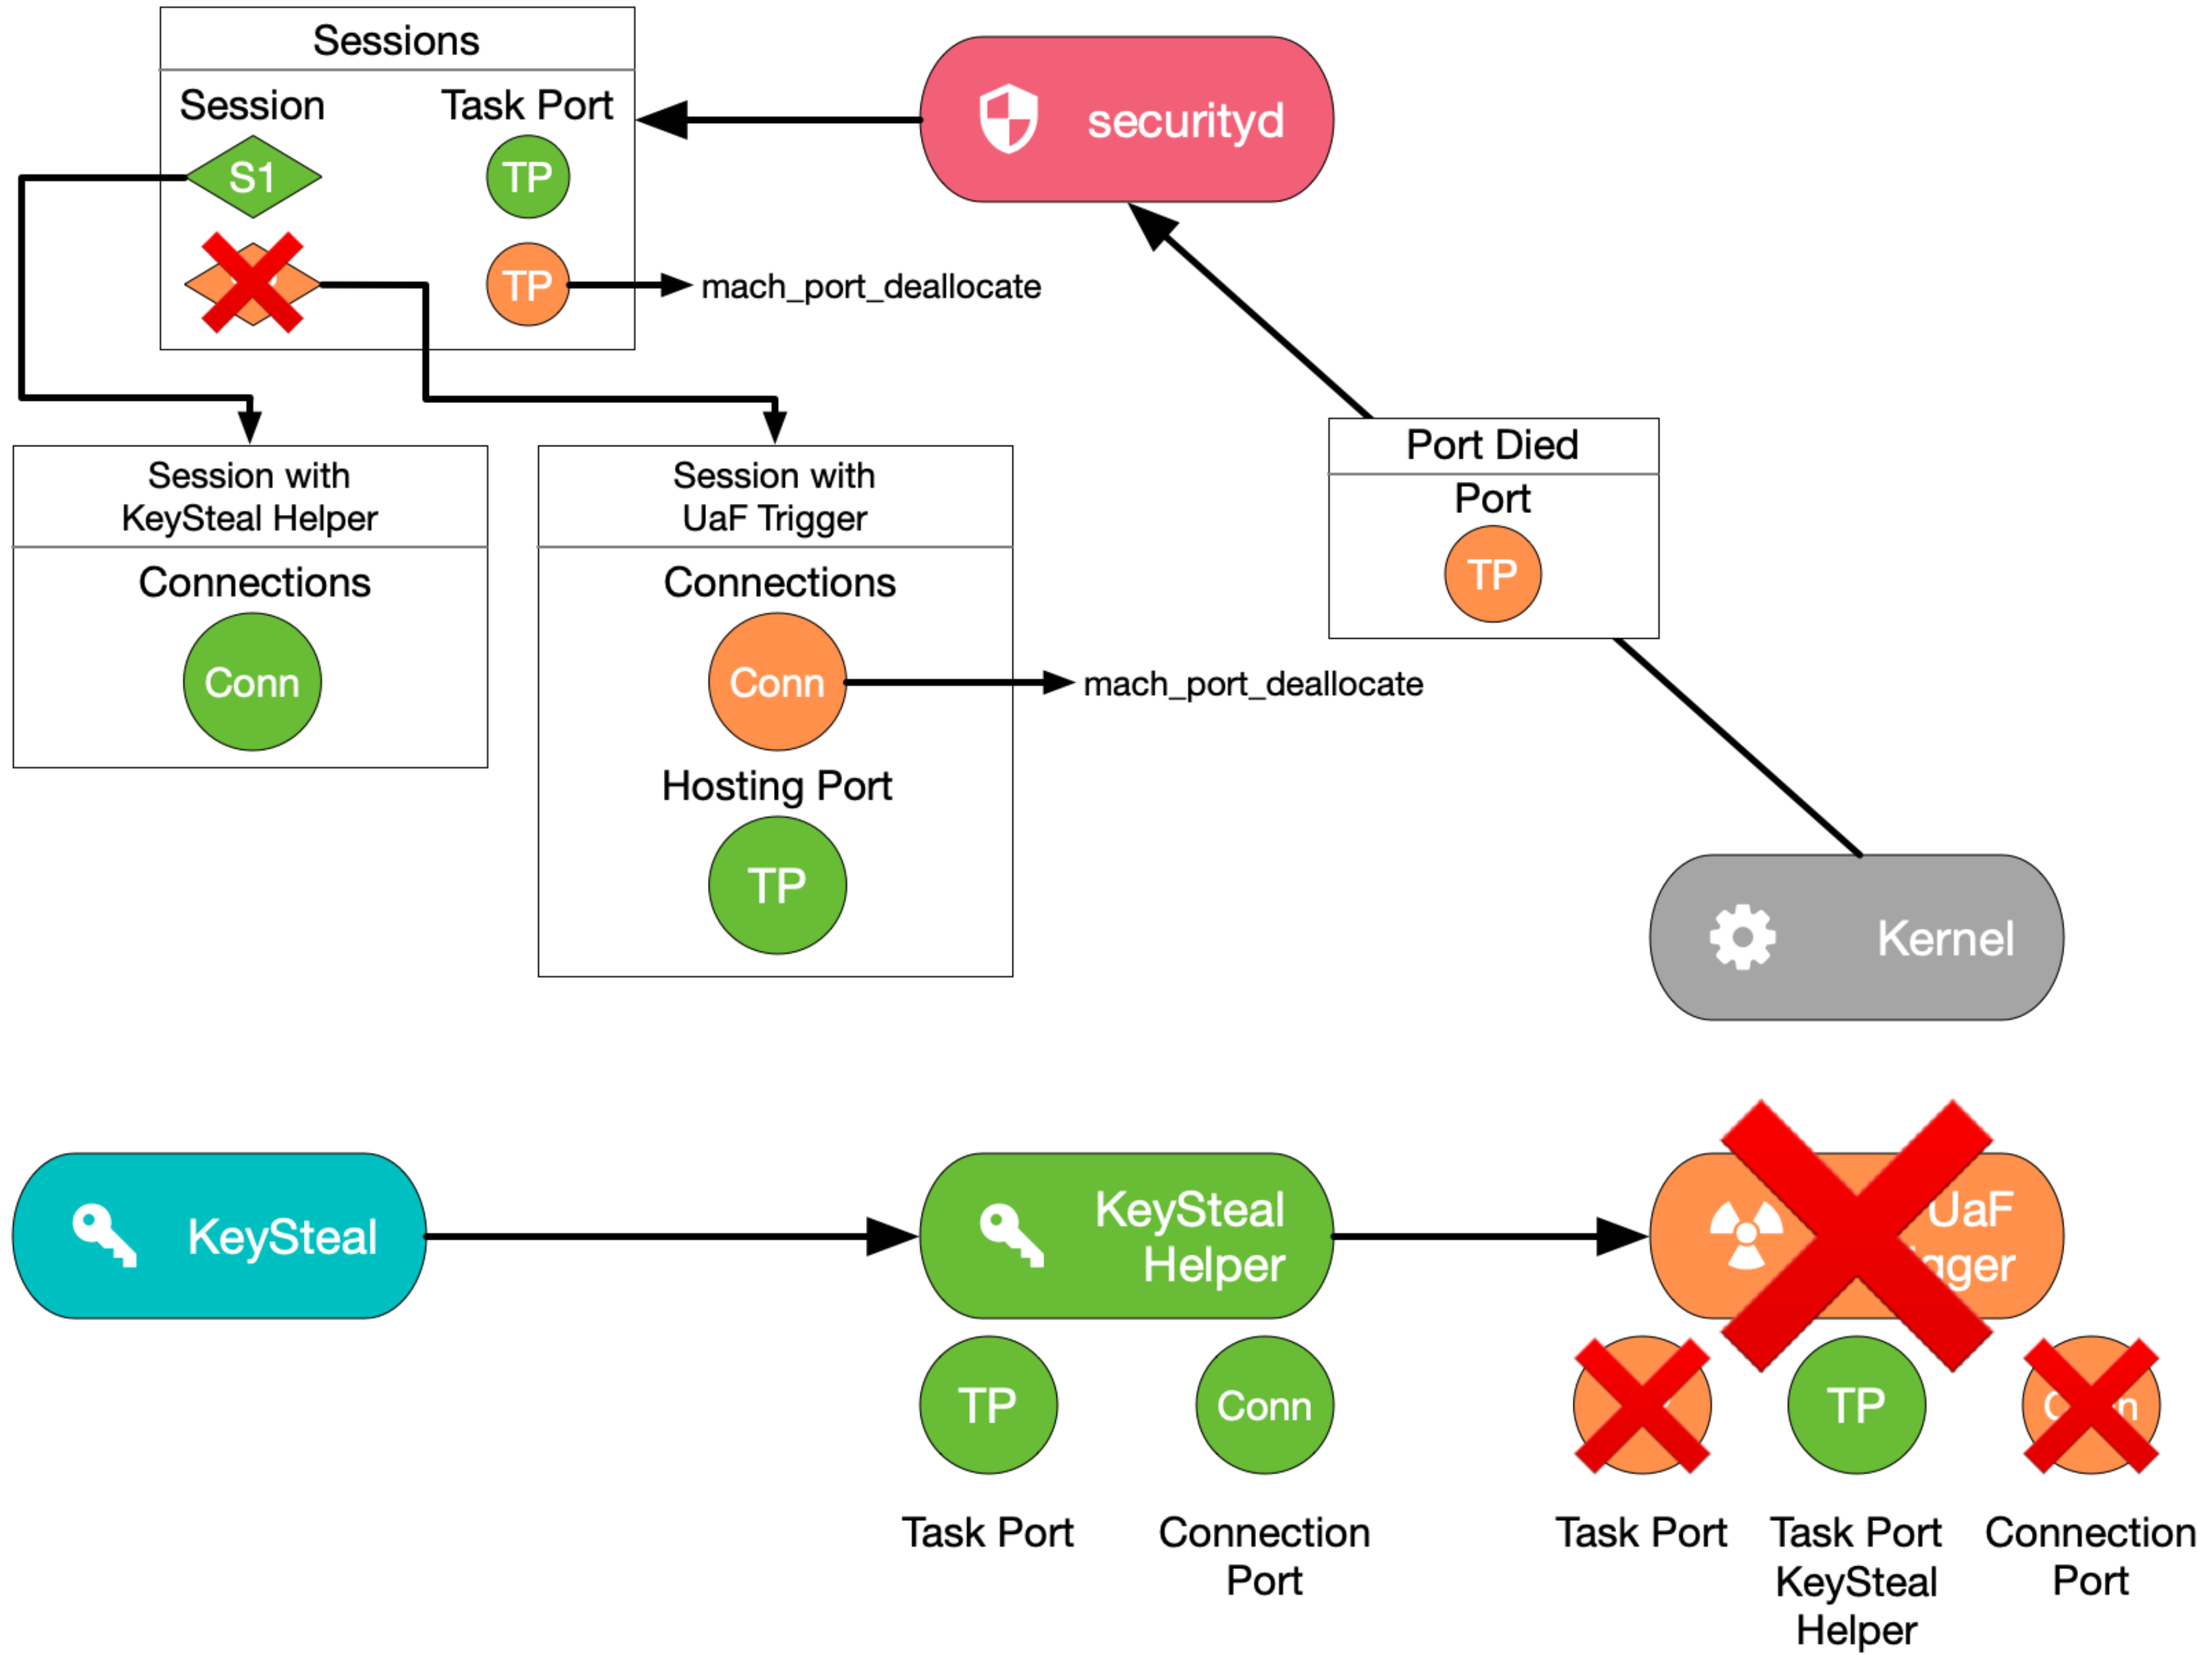 Sessions
Session
Task Port
S1
TP
TP
mach_port_deallocate
securityd
Session with
KeySteal Helper
Connections
Conn
Session with
UaF Trigger
Connections
Conn
mach_port_deallocate
Hosting Port
TP
Port Died
Port
TP
Kernel
KeySteal
KeySteal
Helper
UaF
TP
Conn
TP
Task Port
Connection
Port
Task Port
Task Port
KeySteal
Helper
Connection
Port